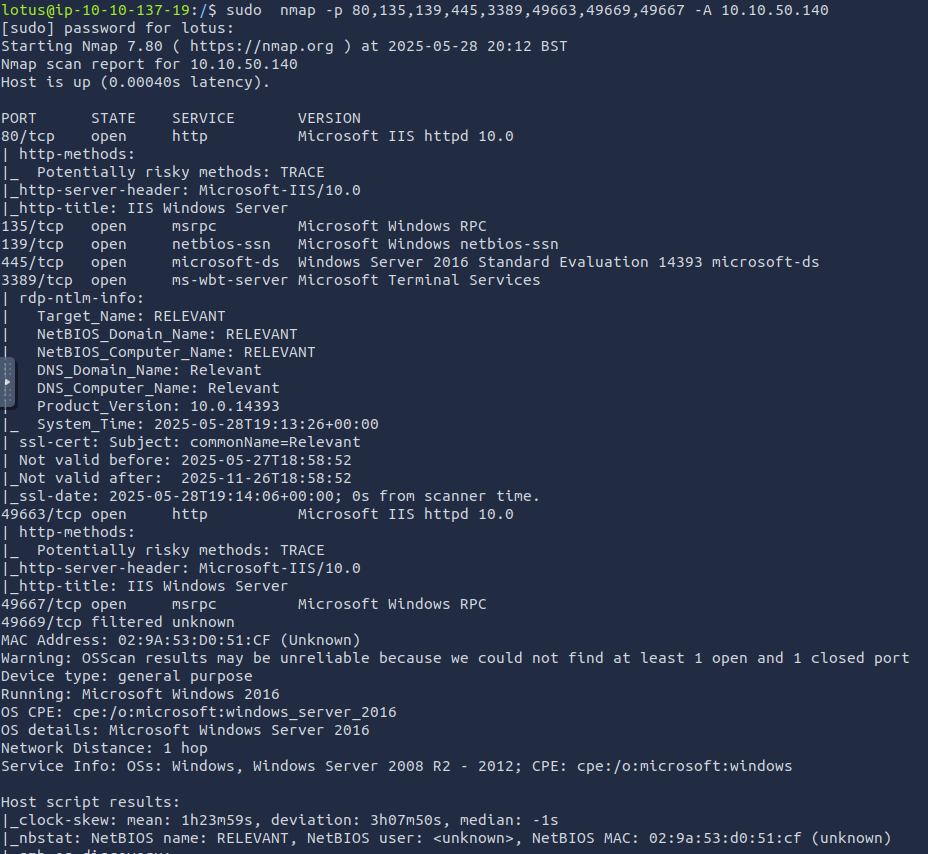 lotus@ip-10-10-137-19:/$ sudo  nmap -p 80,135,139,445,3389,49663,49669,49667 -A 10.10.50.140
[sudo] password for lotus:
Starting Nmap 7.80 ( https://nmap.org ) at 2025-05-28 20:12 BST
Nmap scan report for 10.10.50.140
Host is up (0.00040s latency).

PORT      STATE    SERVICE       VERSION
80/tcp    open     http          Microsoft IIS httpd 10.0
| http-methods:
|_  Potentially risky methods: TRACE
|_http-server-header: Microsoft-IIS/10.0
|_http-title: IIS Windows Server
135/tcp   open     msrpc         Microsoft Windows RPC
139/tcp   open     netbios-ssn   Microsoft Windows netbios-ssn
445/tcp   open     microsoft-ds  Windows Server 2016 Standard Evaluation 14393 microsoft-ds
3389/tcp  open     ms-wbt-server Microsoft Terminal Services
| rdp-ntlm-info:
|   Target_Name: RELEVANT
|   NetBIOS_Domain_Name: RELEVANT
|   NetBIOS_Computer_Name: RELEVANT
DNS_Domain_Name: Relevant
DNS_Computer_Name: Relevant
|   Product_Version: 10.0.14393
|_  System_Time: 2025-05-28T19:13:26+00:00
| ssl-cert: Subject: commonName=Relevant
| Not valid before: 2025-05-27T18:58:52
|_Not valid after:  2025-11-26T18:58:52
|_ssl-date: 2025-05-28T19:14:06+00:00; 0s from scanner time.
49663/tcp open     http          Microsoft IIS httpd 10.0
| http-methods:
|_  Potentially risky methods: TRACE
|_http-server-header: Microsoft-IIS/10.0
|_http-title: IIS Windows Server
49667/tcp open     msrpc         Microsoft Windows RPC
49669/tcp filtered unknown
MAC Address: 02:9A:53:D0:51:CF (Unknown)
Warning: OSScan results may be unreliable because we could not find at least 1 open and 1 closed port
Device type: general purpose
Running: Microsoft Windows 2016
OS CPE: cpe:/o:microsoft:windows_server_2016
OS details: Microsoft Windows Server 2016
Network Distance: 1 hop
Service Info: OSs: Windows, Windows Server 2008 R2 - 2012; CPE: cpe:/o:microsoft:windows

Host script results:
|_clock-skew: mean: 1h23m59s, deviation: 3h07m50s, median: -1s
|_nbstat: NetBIOS name: RELEVANT, NetBIOS user: <unknown>, NetBIOS MAC: 02:9a:53:d0:51:cf (unknown)